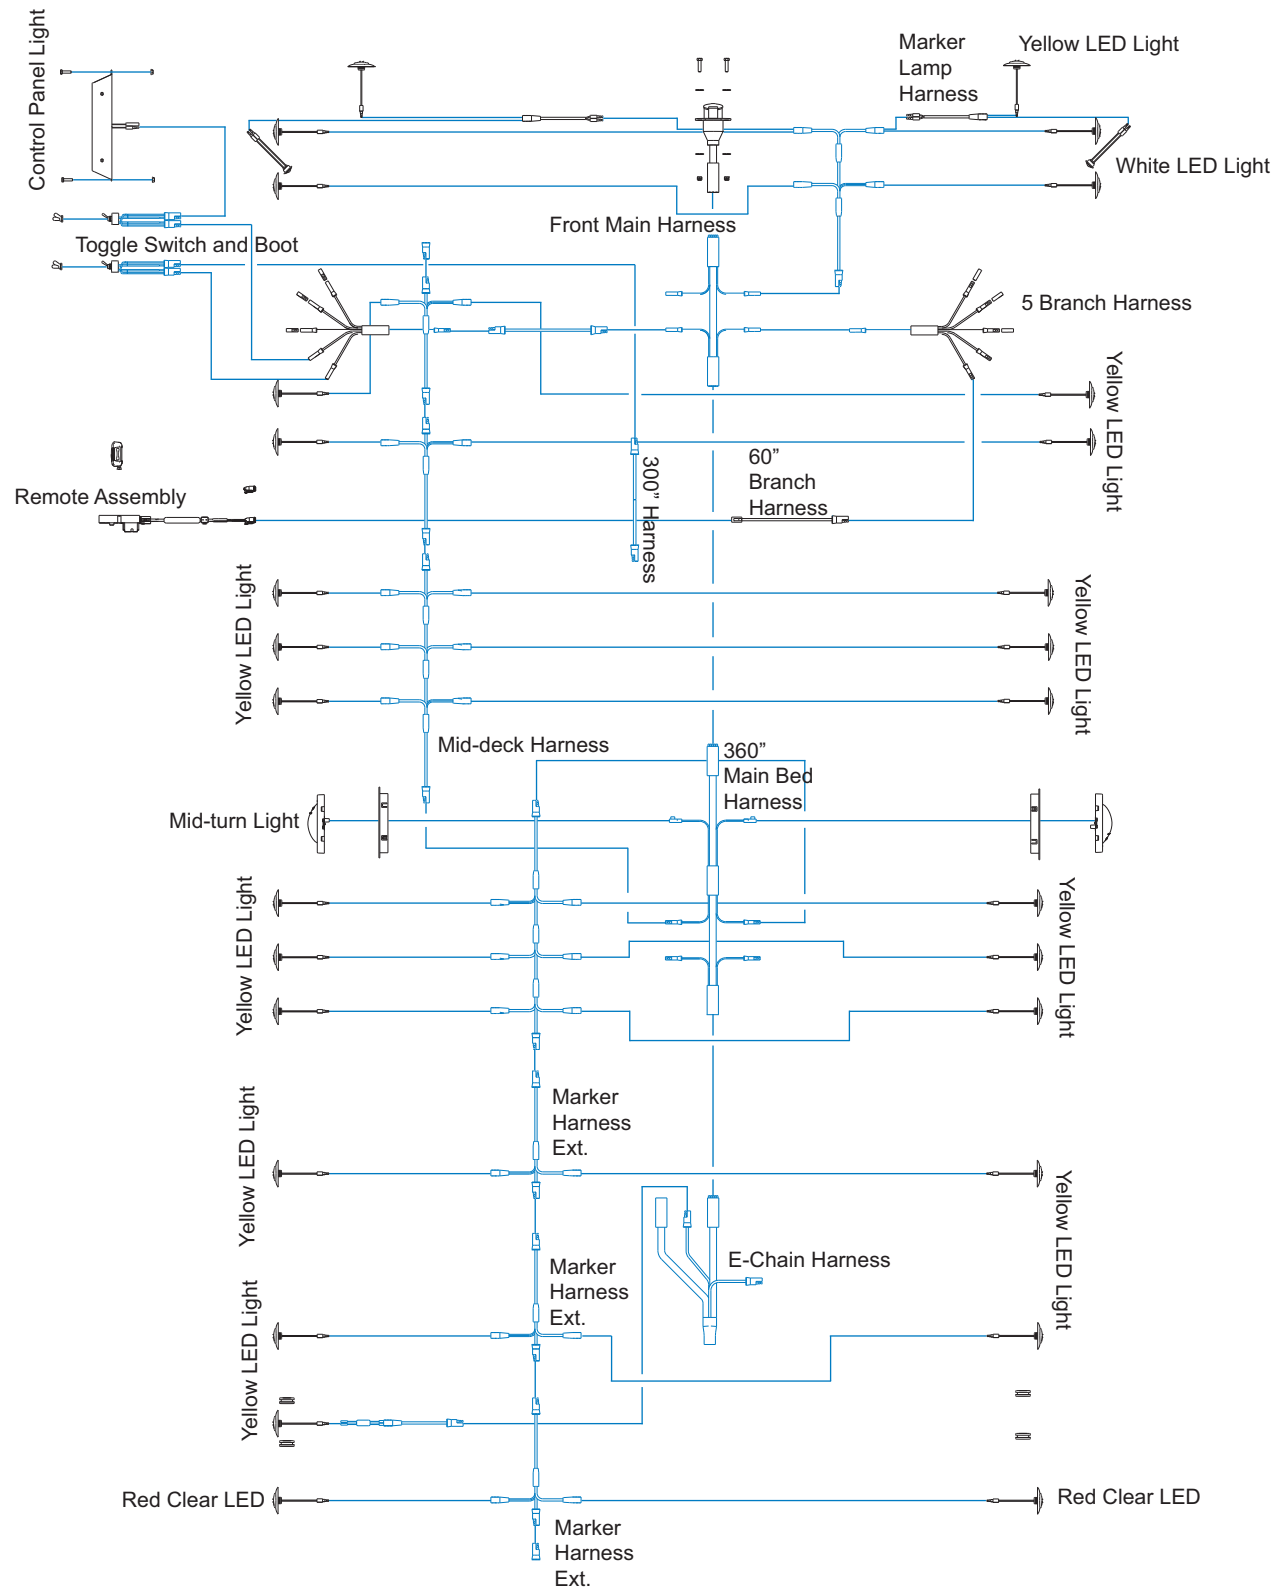 Control Panel Light
Marker
Lamp
Harness
Yellow LED Light
White LED Light
Toggle Switch and Boot
Front Main Harness
5 Branch Harness
Yellow LED Light
Remote Assembly
300” Harness
60”
Branch
Harness
Yellow LED Light
Yellow LED Light
Mid-deck Harness
360”
Main Bed
Harness
Mid-turn Light
Yellow LED Light
Yellow LED Light
Marker
Harness
Ext.
Yellow LED Light
Yellow LED Light
E-Chain Harness
Marker
Harness
Ext.
Yellow LED Light
Red Clear LED
Red Clear LED
Marker
Harness
Ext.